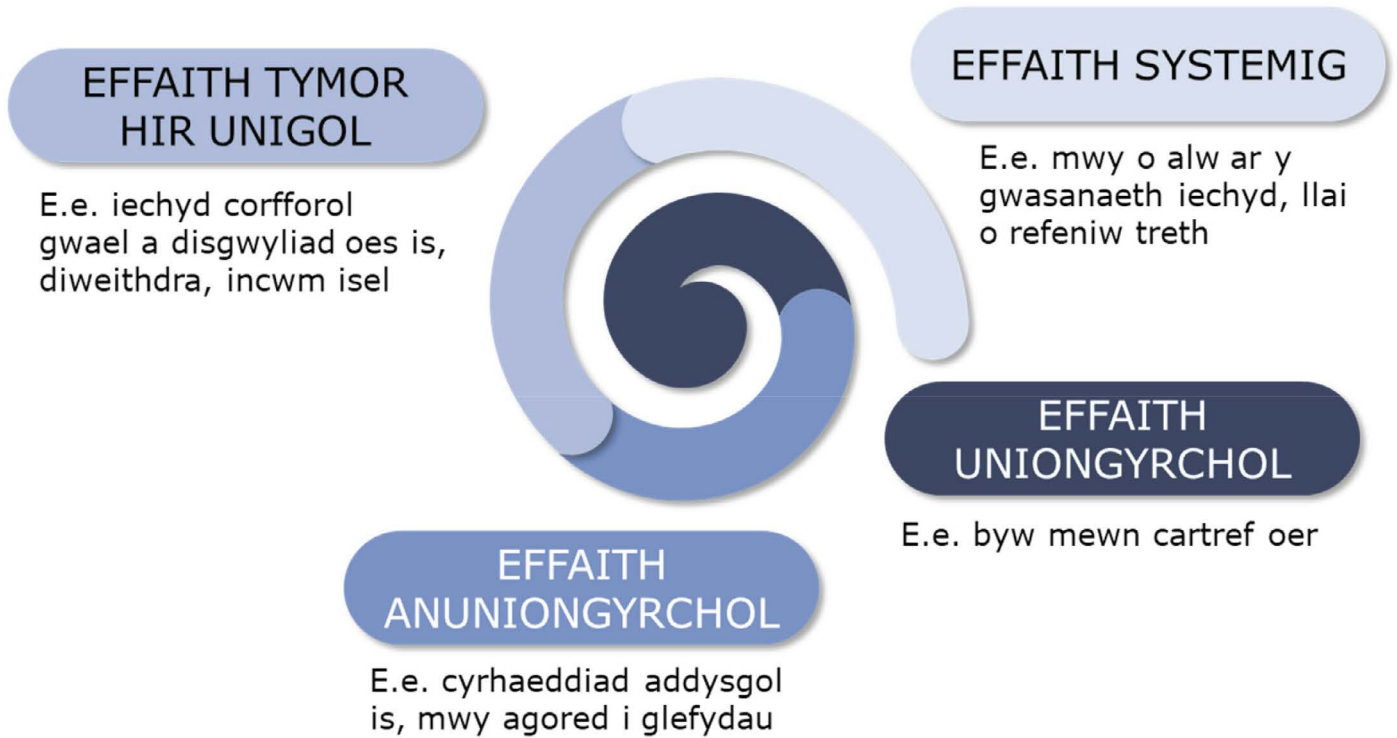 EFFAITH TYMOR
HIR UNIGOL
E.e. iechyd corfforol
gwael a disgwyliad oes is,
diweithdra, incwm isel
EFFAITH SYSTEMIG
E.e. mwy o alw ar y
gwasanaeth iechyd, llai
o refeniw treth
EFFAITH
UNIONGYRCHOL
E.e. byw mewn cartref oer
EFFAITH
ANUNIONGYRCHOL
E.e. cyrhaeddiad addysgol
is, mwy agored i glefydau